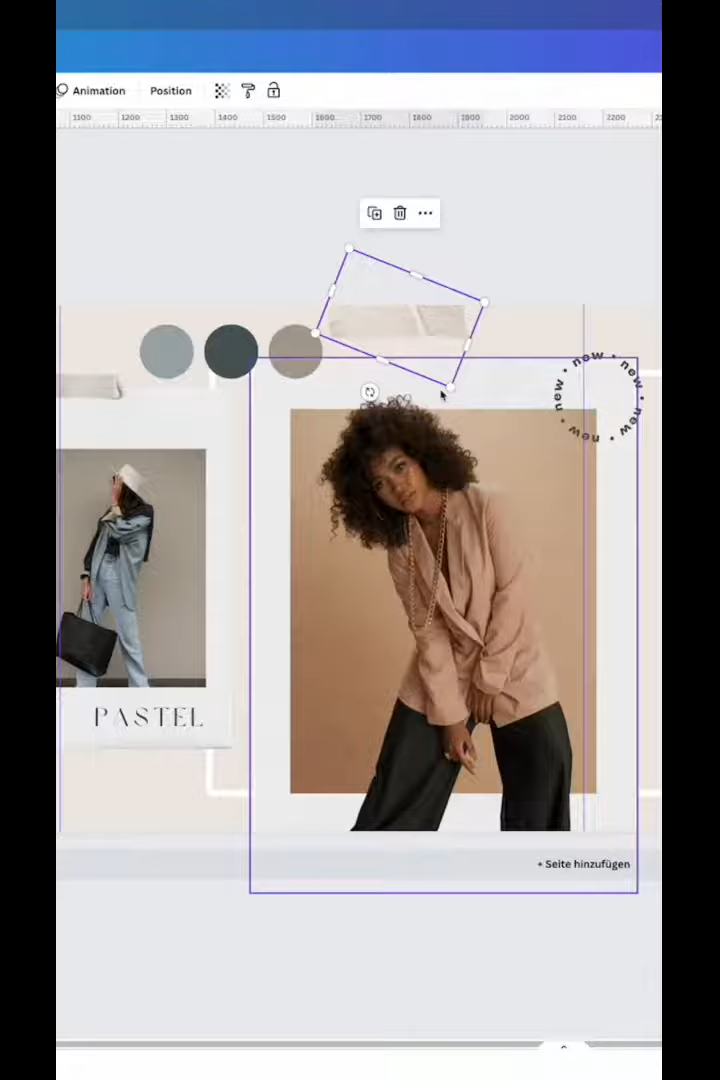 Animation Position
1100 1200 1300 1400 1500 1600 1700 1800 1900 2000 2100 2200
new • new • new • new • new •
PASTEL
+ Seite hinzufügen